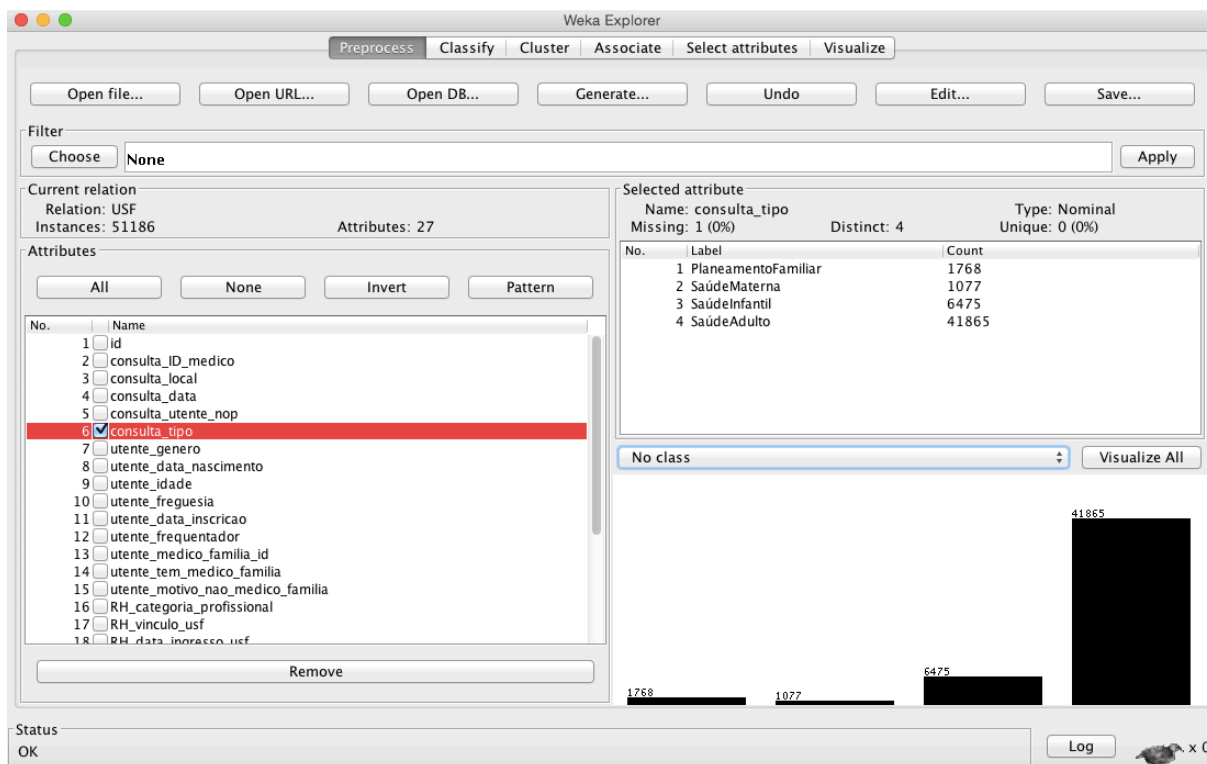 Weka Explorer
Preprocess Classify Cluster Associate Select attributes Visualize
Open file... Open URL... Open DB... Generate... Undo Edit... Save...
Filter
Choose None Apply
Current relation
Relation: USF
Instances: 51186 Attributes: 27
Attributes
All None Invert Pattern
No. Name
1 id
2 consulta_ID_medico
3 consulta_local
4 consulta_data
5 consulta_utente_nop
6 consulta_tipo
7 utente_genero
8 utente_data_nascimento
9 utente_idade
10 utente_freguesia
11 utente_data_inscricao
12 utente_frequentador
13 utente_medico_familia_id
14 utente_tem_medico_familia
15 utente_motivo_nao_medico_familia
16 RH_categoria_profissional
17 RH_vinculo_usf
18 RH_data_ingresso_usf
Remove
Selected attribute
Name: consulta_tipo Type: Nominal
Missing: 1 (0%) Distinct: 4 Unique: 0 (0%)
No. Label Count
1 PlaneamentoFamiliar 1768
2 SaúdeMaterna 1077
3 SaúdeInfantil 6475
4 SaúdeAdulto 41865
No class Visualize All
41865
6475
1768
1077
Status
OK
Log x 0